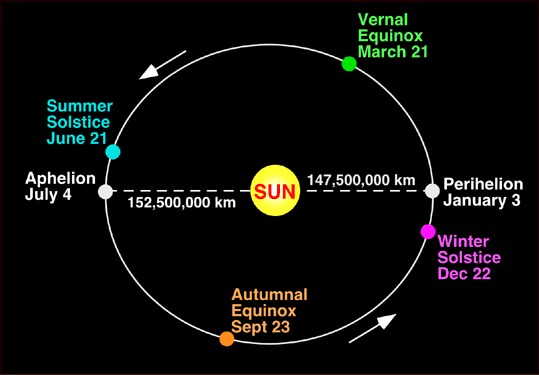 Vernal
Equinox
March 21
Summer
Solstice
June 21
Aphelion
July 4
152,500,000 km
SUN
147,500,000 km
Perihelion
January 3
Winter
Solstice
Dec 22
Autumnal
Equinox
Sept 23